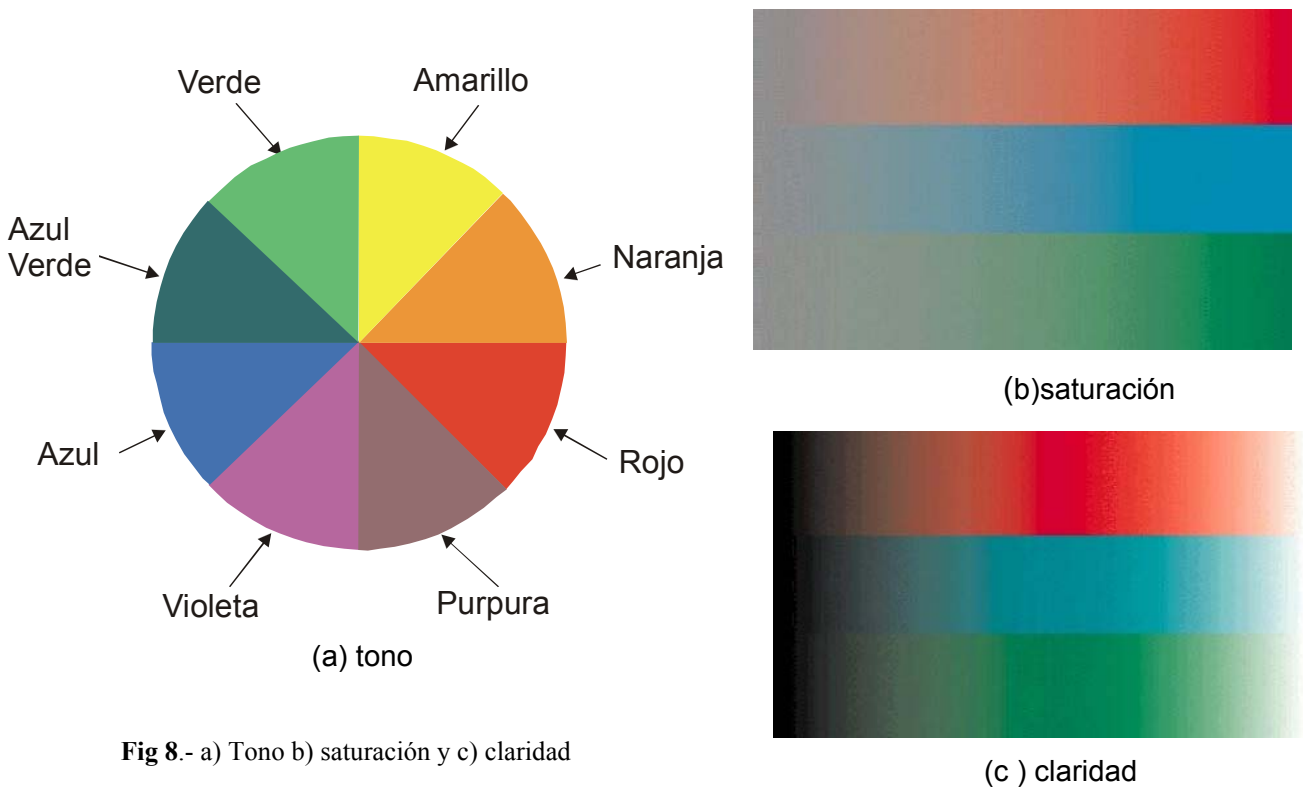 Verde
Amarillo
Azul
Verde
Naranja
Azul
Rojo
Violeta
Purpura
(a) tono
(b)saturación
Fig 8.- a) Tono b) saturación y c) claridad
(c ) claridad